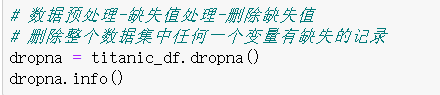 # 数据预处理-缺失值处理-删除缺失值
# 删除整个数据集中任何一个变量有缺失的记录
dropna = titanic_df.dropna()
dropna.info()